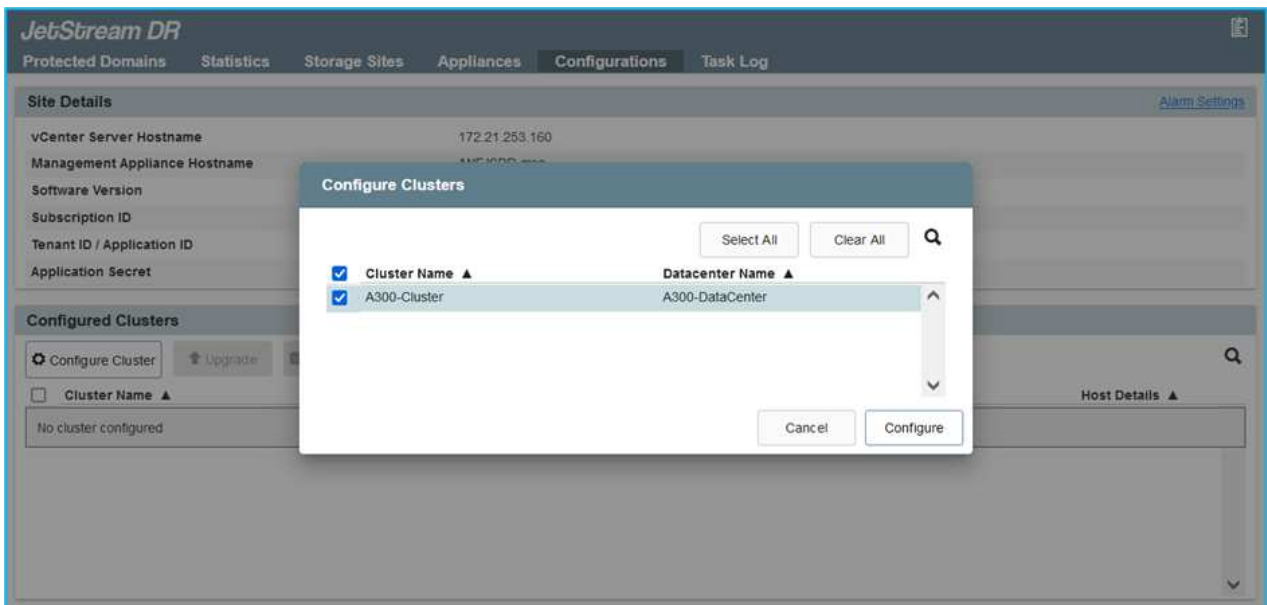 JetStream DR
Protected Domains Statistics Storage Sites Appliances Configurations Task Log
Site Details Alarm Settings
vCenter Server Hostname 172.21.253.160
Management Appliance Hostname
Software Version
Subscription ID
Tenant ID / Application ID
Application Secret
Configure Clusters
Select All Clear All
Cluster Name ▲ Datacenter Name ▲
A300-Cluster A300-DataCenter
Cancel Configure
Configured Clusters
Configure Cluster Upgrade
Cluster Name ▲ Host Details ▲
No cluster configured